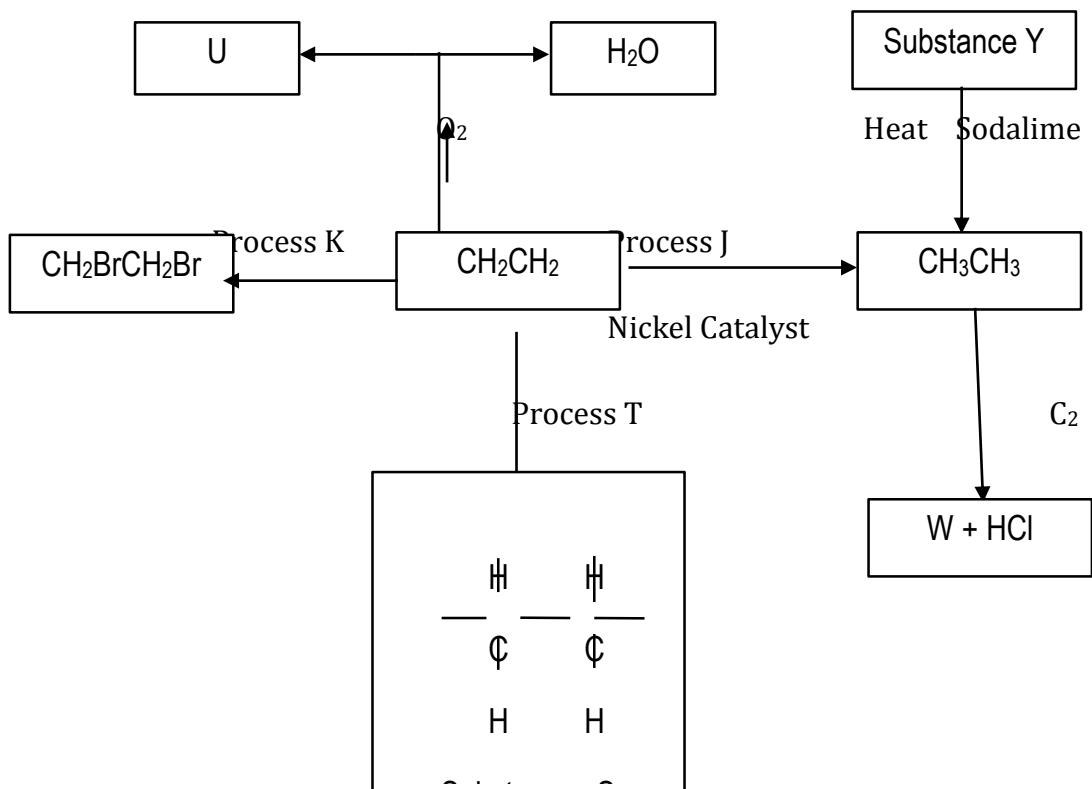 U
H₂O
Substance Y
O₂
Heat Sodalime
Process K
Process J
CH₂BrCH₂Br
CH₂CH₂
CH₃CH₃
Nickel Catalyst
Process T
C₂
W + HCl
H H
C C
H H